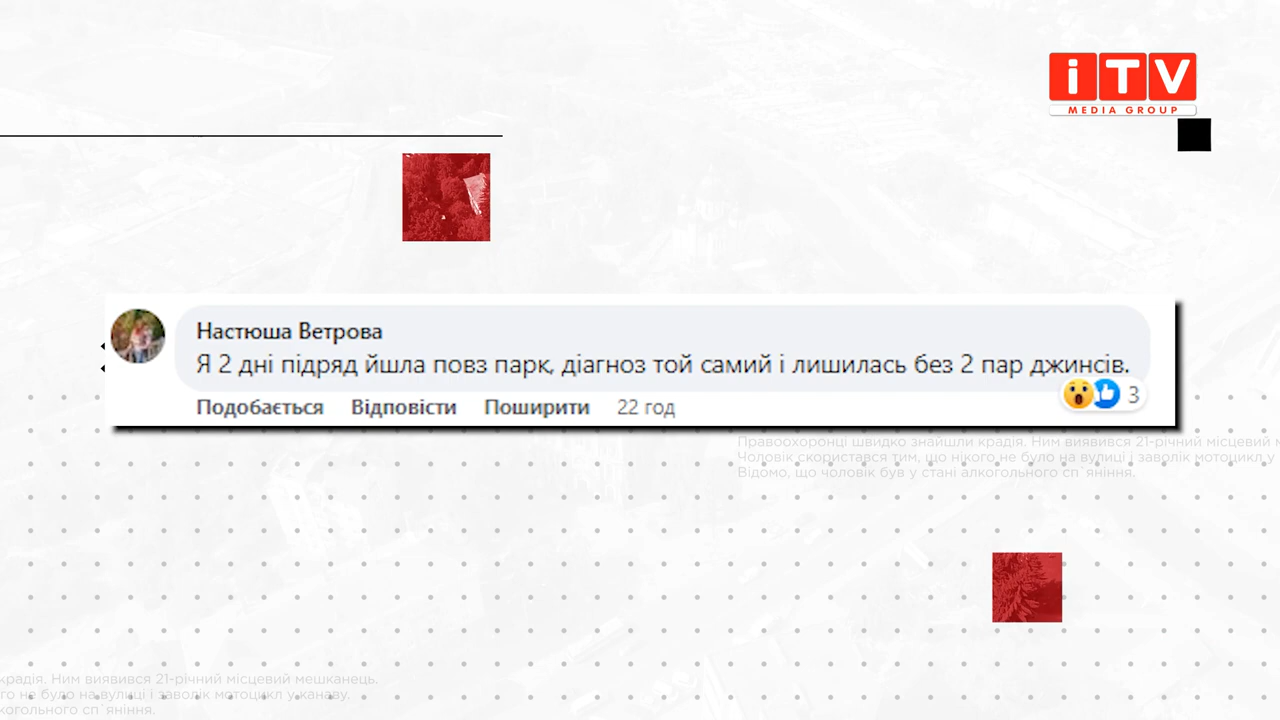 iTV
MEDIA GROUP
Настюша Ветрова
Я 2 дні підряд йшла повз парк, діагноз той самий і лишилась без 2 пар джинсів.
Подобається Відповісти Поширити 22 год
3
Правоохоронці швидко знайшли крадія. Ним виявився 21-річний місцевий
Чоловік скористався тим, що нікого не було на вулиці і заволік мотоцикл у
Відомо, що чоловік був у стані алкогольного сп`яніння.
крадія. Ним виявився 21-річний місцевий мешканець.
го не було на вулиці і заволік мотоцикл у канаву.
когольного сп`яніння.